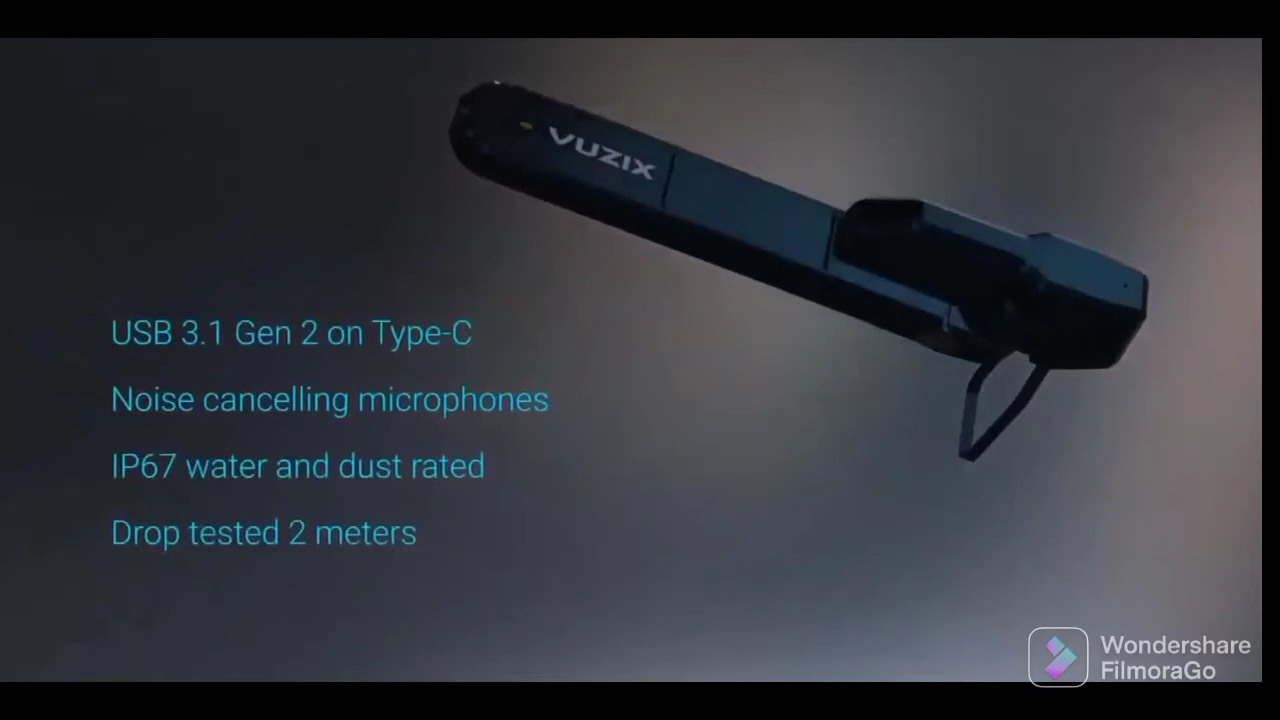 VUZIX
USB 3.1 Gen 2 on Type-C
Noise cancelling microphones
IP67 water and dust rated
Drop tested 2 meters
Wondershare
FilmoraGo